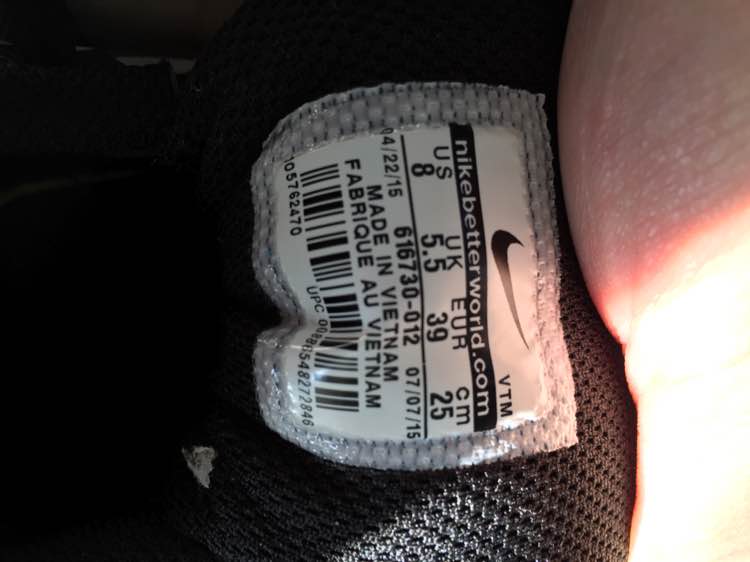 VTM
nikebetterworld.com
US UK EUR cm
8 5.5 39 25
04/22/15 616730-012 07/07/15
MADE IN VIETNAM
FABRIQUE AU VIETNAM
105762470
UPC